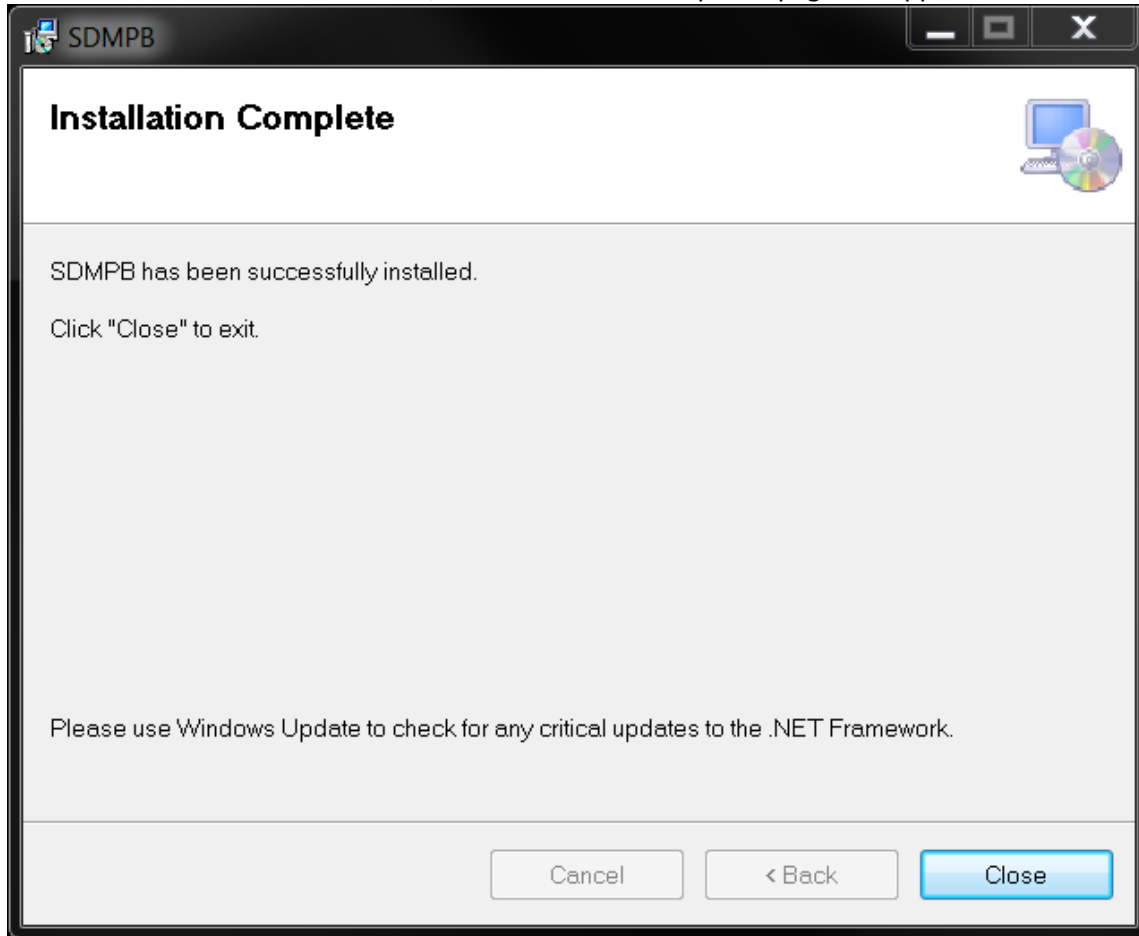 SDMPB
Installation Complete
SDMPB has been successfully installed.
Click "Close" to exit.
Please use Windows Update to check for any critical updates to the .NET Framework.
Cancel
< Back
Close